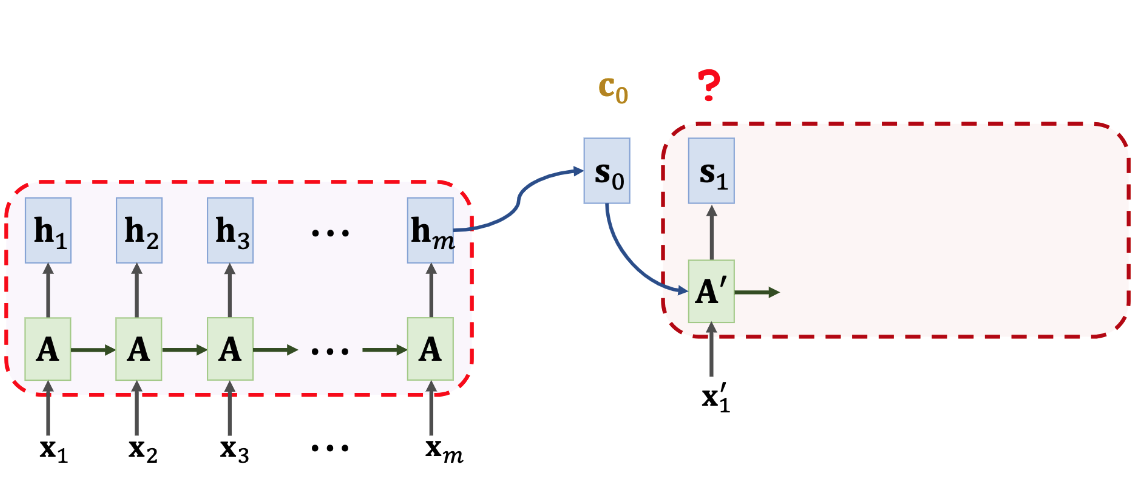 c₀ ?
s₀ s₁
h₁ h₂ h₃ ⋯ hₘ
A′
A A A ⋯ A
x′₁
x₁ x₂ x₃ ⋯ xₘ